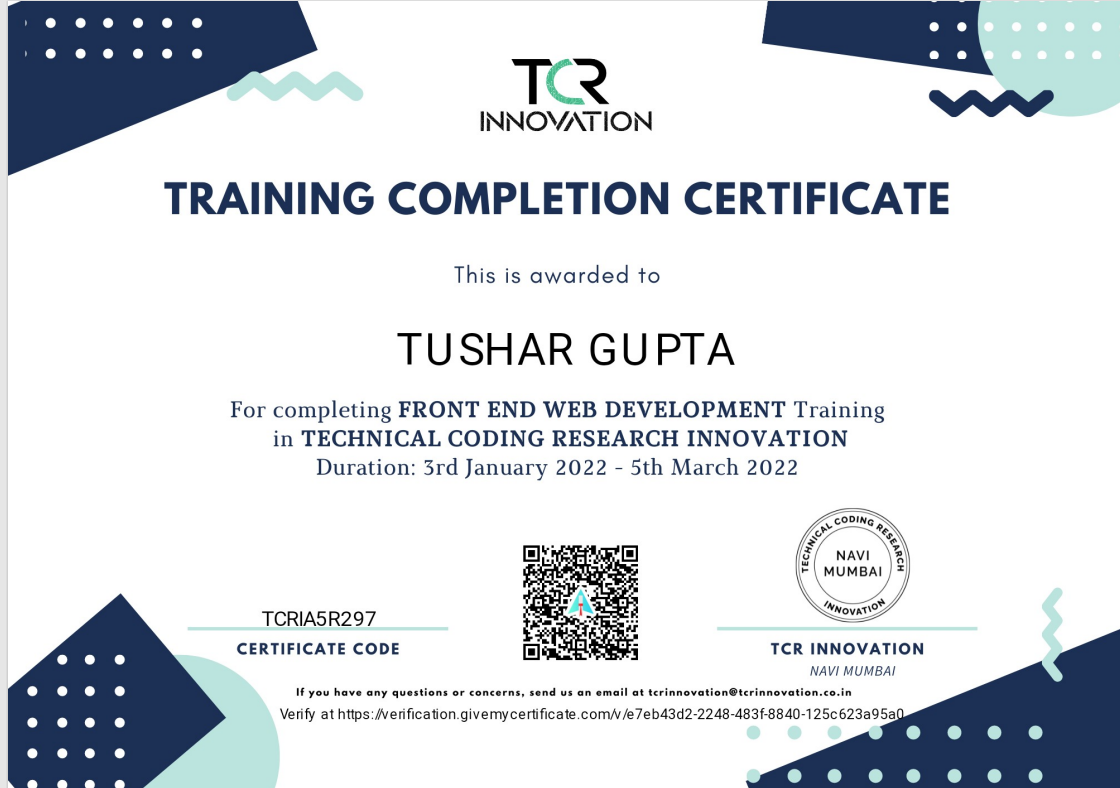 TCR
INNOVATION
TRAINING COMPLETION CERTIFICATE
This is awarded to
TUSHAR GUPTA
For completing FRONT END WEB DEVELOPMENT Training
in TECHNICAL CODING RESEARCH INNOVATION
Duration: 3rd January 2022 - 5th March 2022
TECHNICAL CODING RESEARCH
NAVI
MUMBAI
INNOVATION
TCRIA5R297
CERTIFICATE CODE
TCR INNOVATION
NAVI MUMBAI
If you have any questions or concerns, send us an email at tcrinnovation@tcrinnovation.co.in
Verify at https://verification.givemycertificate.com/v/e7eb43d2-2248-483f-8840-125c623a95a0